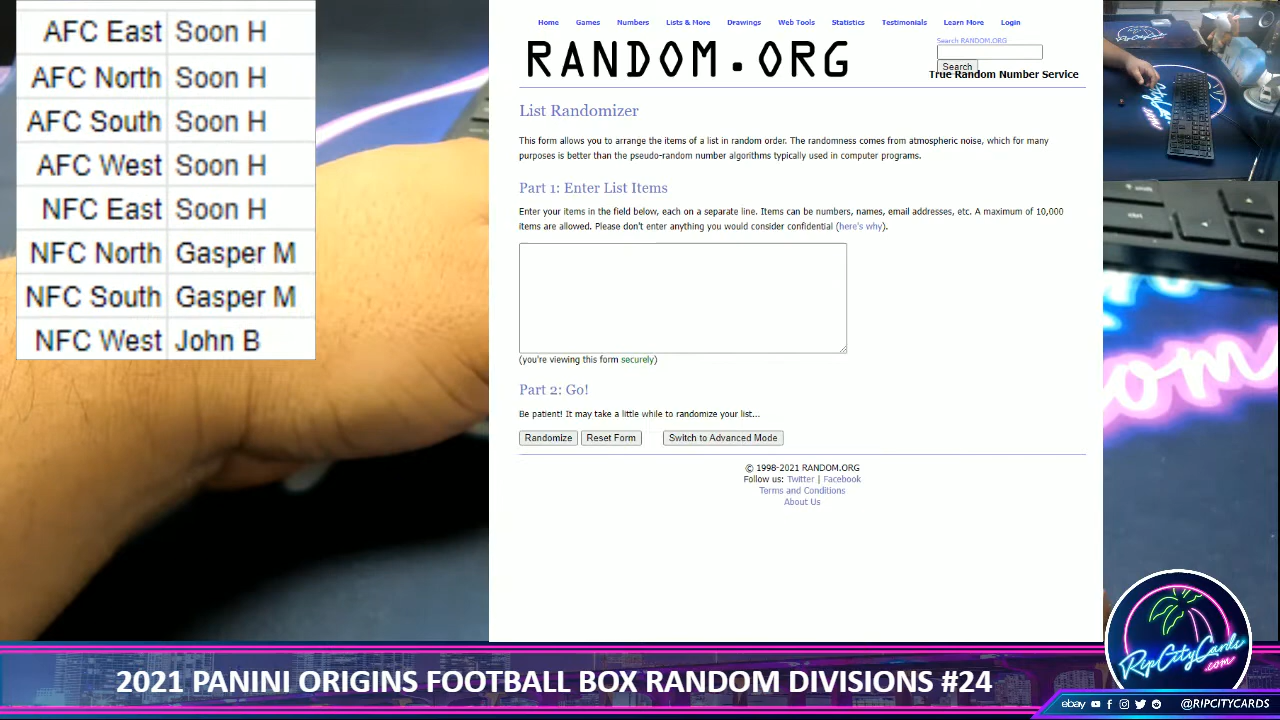 AFC East Soon H
AFC North Soon H
AFC South Soon H
AFC West Soon H
NFC East Soon H
NFC North Gasper M
NFC South Gasper M
NFC West John B
Home Games Numbers Lists & More Drawings Web Tools Statistics Testimonials Learn More Login
RANDOM.ORG
Search RANDOM.ORG
Search
True Random Number Service
List Randomizer
This form allows you to arrange the items of a list in random order. The randomness comes from atmospheric noise, which for many
purposes is better than the pseudo-random number algorithms typically used in computer programs.
Part 1: Enter List Items
Enter your items in the field below, each on a separate line. Items can be numbers, names, email addresses, etc. A maximum of 10,000
items are allowed. Please don't enter anything you would consider confidential (here's why).
(you're viewing this form securely)
Part 2: Go!
Be patient! It may take a little while to randomize your list...
Randomize Reset Form Switch to Advanced Mode
© 1998-2021 RANDOM.ORG
Follow us: Twitter | Facebook
Terms and Conditions
About Us
om
RipCityCards
.com
2021 PANINI ORIGINS FOOTBALL BOX RANDOM DIVISIONS #24
ebay @RIPCITYCARDS